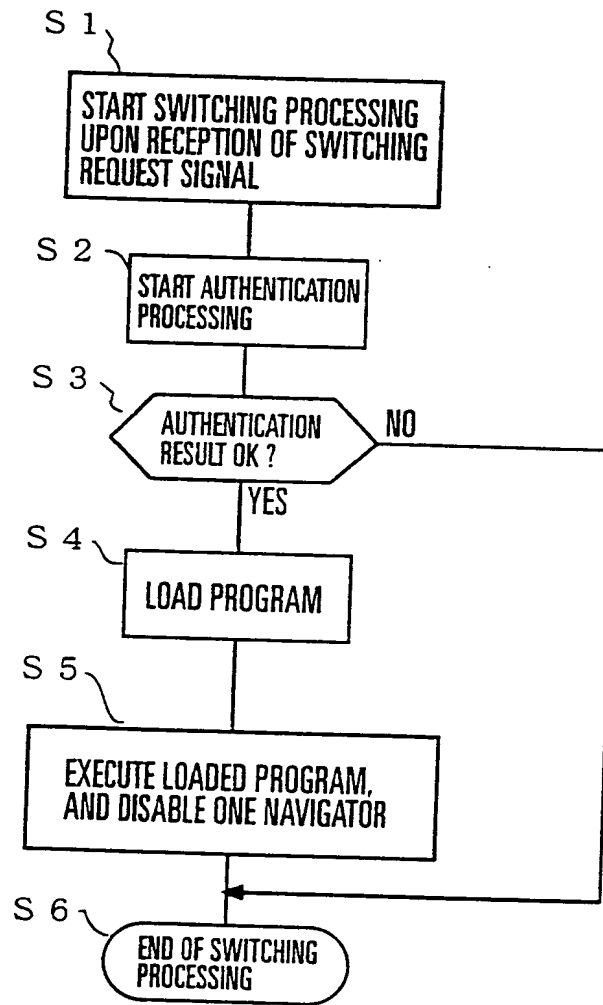 S 1
START SWITCHING PROCESSING
UPON RECEPTION OF SWITCHING
REQUEST SIGNAL
S 2
START AUTHENTICATION
PROCESSING
S 3
AUTHENTICATION
RESULT OK ?
NO
YES
S 4
LOAD PROGRAM
S 5
EXECUTE LOADED PROGRAM,
AND DISABLE ONE NAVIGATOR
S 6
END OF SWITCHING
PROCESSING